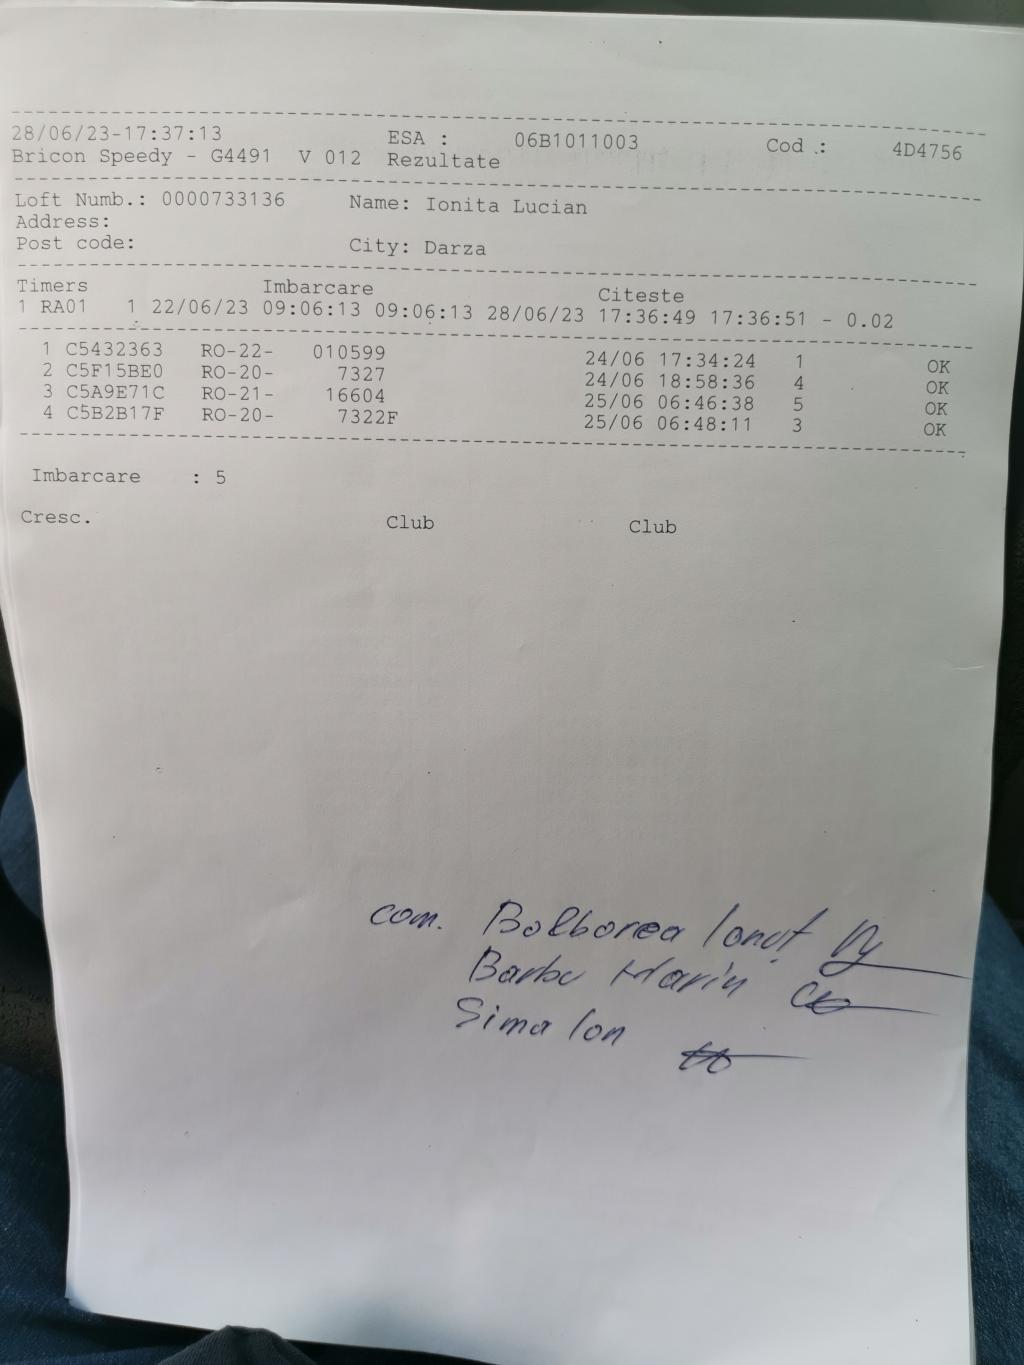 28/06/23-17:37:13 ESA : 06B1011003 Cod .: 4D4756
Bricon Speedy - G4491 V 012 Rezultate
Loft Numb.: 0000733136 Name: Ionita Lucian
Address:
Post code: City: Darza
Timers Imbarcare Citeste
1 RA01 1 22/06/23 09:06:13 09:06:13 28/06/23 17:36:49 17:36:51 - 0.02
1 C5432363 RO-22- 010599 24/06 17:34:24 1 OK
2 C5F15BE0 RO-20- 7327 24/06 18:58:36 4 OK
3 C5A9E71C RO-21- 16604 25/06 06:46:38 5 OK
4 C5B2B17F RO-20- 7322F 25/06 06:48:11 3 OK
Imbarcare : 5
Cresc. Club Club
com. Bolborea Ionut
Barbu Marin
Sima Ion